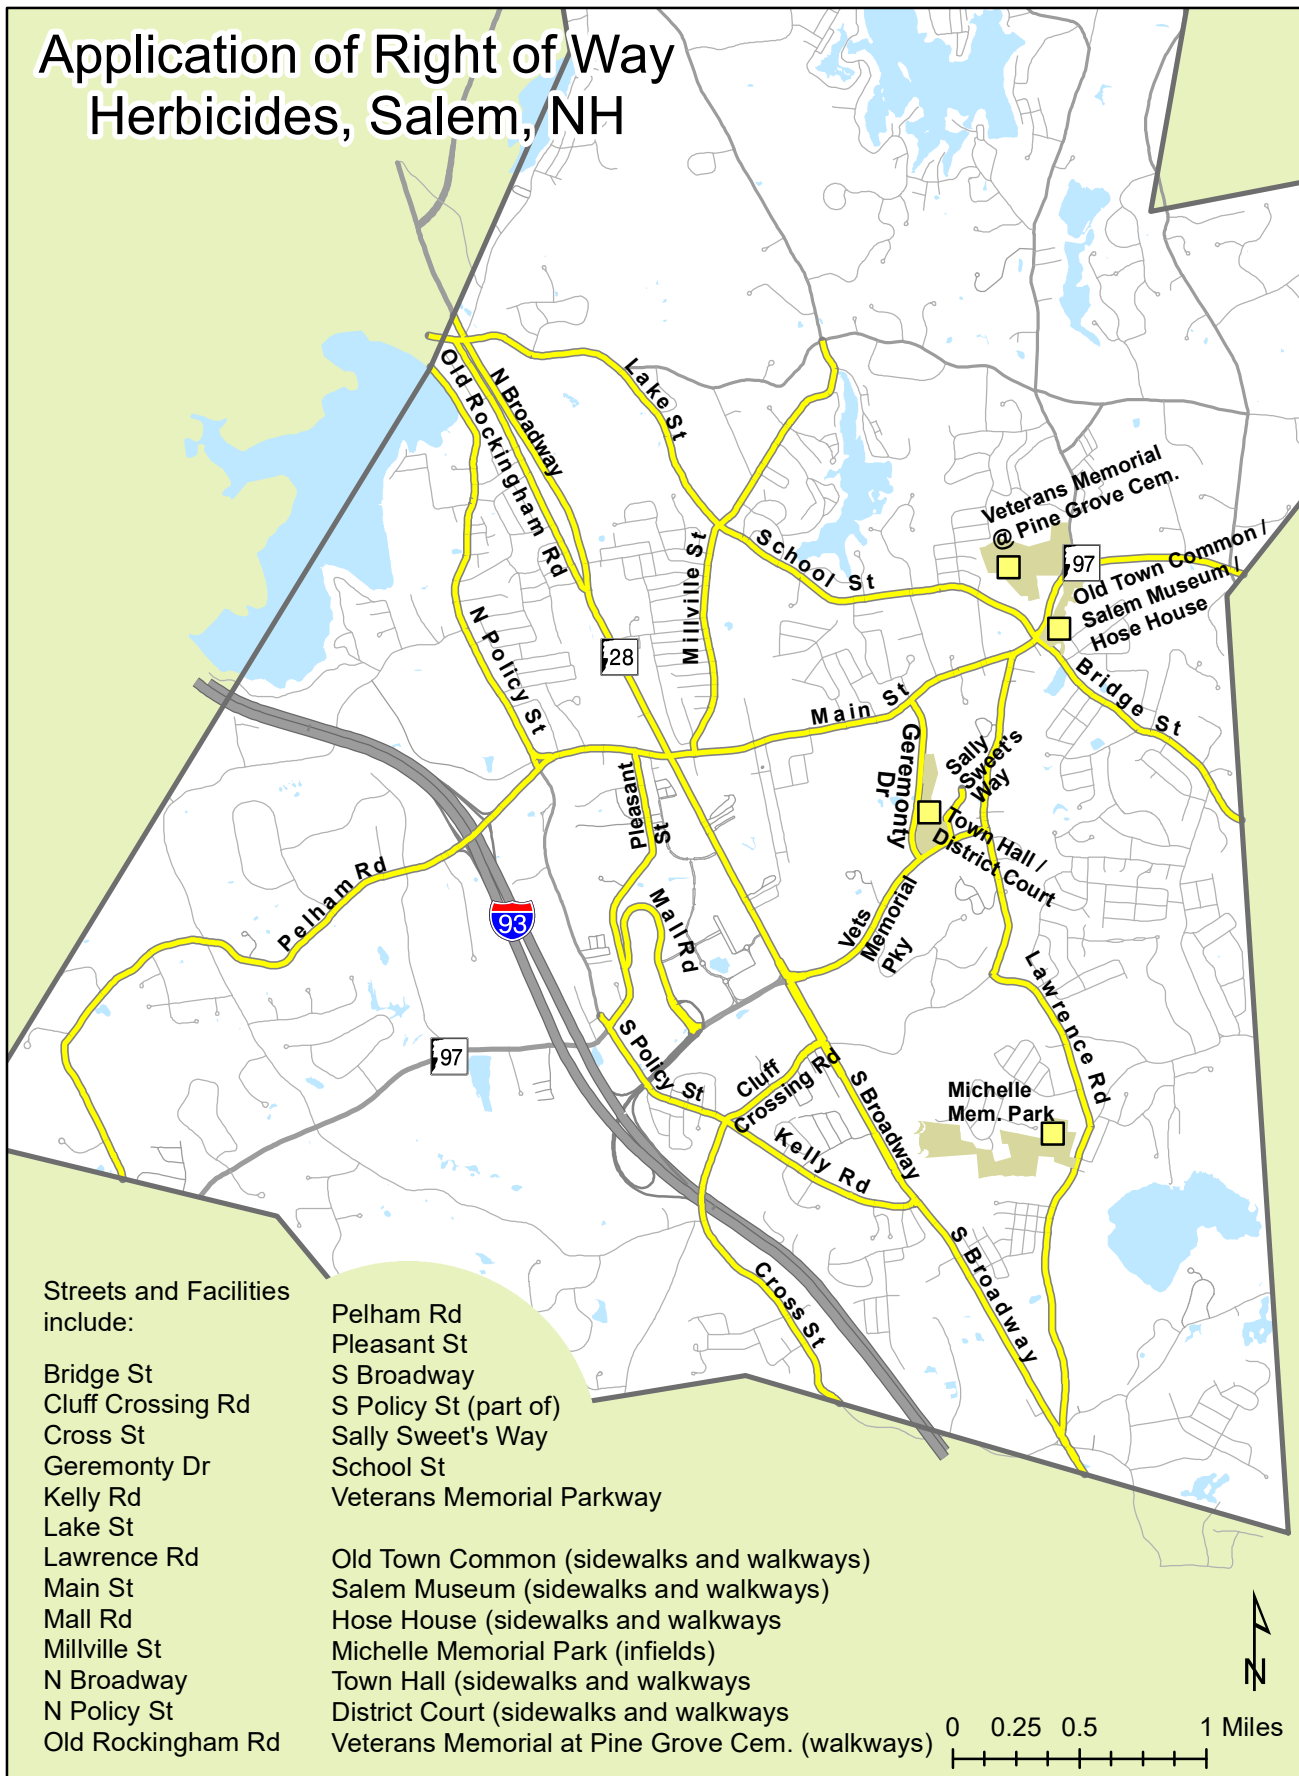 Application of Right of Way
Herbicides, Salem, NH
Old Rockingham Rd
N Broadway
Lake St
Veterans Memorial
@ Pine Grove Cem.
97
Old Town Common /
Salem Museum /
Hose House
School St
Millville St
N Policy St
28
Bridge St
Main St
Geremonty
Dr
Sally
Sweet's
Way
Pleasant
St
Town Hall /
District Court
Pelham Rd
93
Mall Rd
Vets
Memorial
Pky
Lawrence Rd
97
S Policy St
Cluff
Crossing Rd
S Broadway
Michelle
Mem. Park
Kelly Rd
S Broadway
Cross St
Streets and Facilities
include:
Bridge St
Cluff Crossing Rd
Cross St
Geremonty Dr
Kelly Rd
Lake St
Lawrence Rd
Main St
Mall Rd
Millville St
N Broadway
N Policy St
Old Rockingham Rd
Pelham Rd
Pleasant St
S Broadway
S Policy St (part of)
Sally Sweet's Way
School St
Veterans Memorial Parkway
Old Town Common (sidewalks and walkways)
Salem Museum (sidewalks and walkways)
Hose House (sidewalks and walkways
Michelle Memorial Park (infields)
Town Hall (sidewalks and walkways
District Court (sidewalks and walkways
Veterans Memorial at Pine Grove Cem. (walkways)
N
0 0.25 0.5 1 Miles